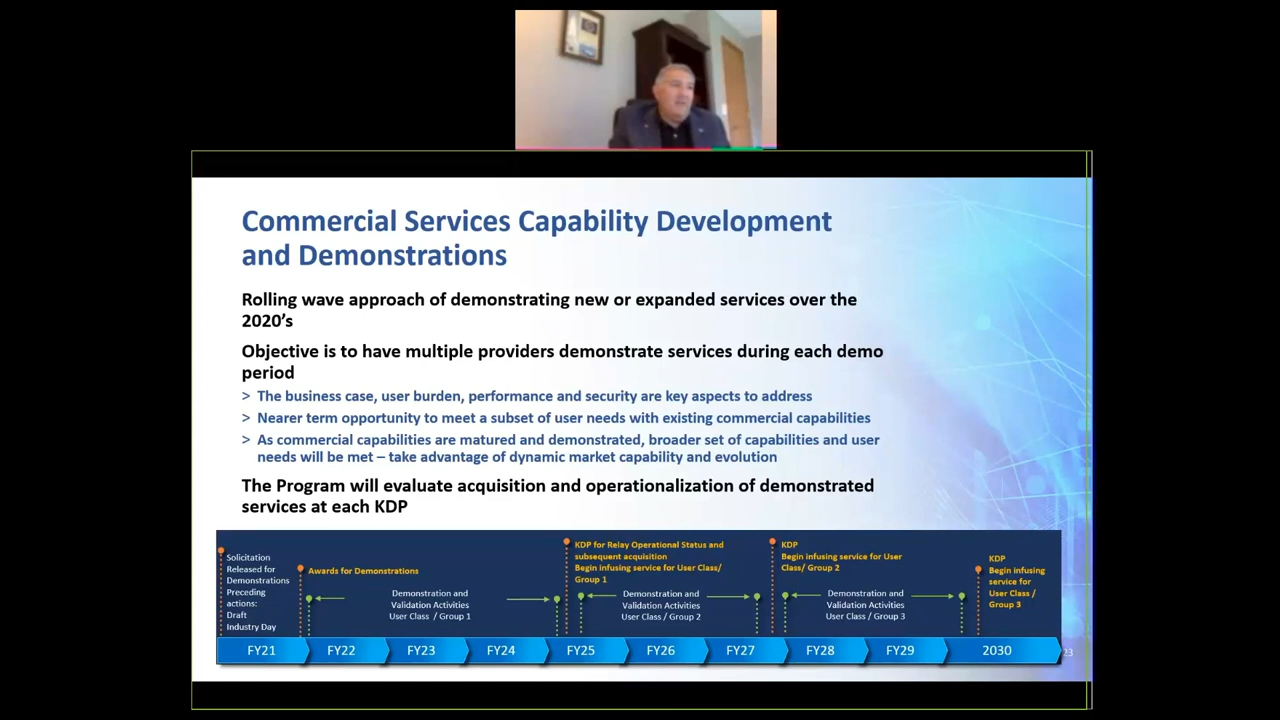 Commercial Services Capability Development
and Demonstrations
Rolling wave approach of demonstrating new or expanded services over the
2020's
Objective is to have multiple providers demonstrate services during each demo
period
> The business case, user burden, performance and security are key aspects to address
> Nearer term opportunity to meet a subset of user needs with existing commercial capabilities
> As commercial capabilities are matured and demonstrated, broader set of capabilities and user
needs will be met – take advantage of dynamic market capability and evolution
The Program will evaluate acquisition and operationalization of demonstrated
services at each KDP
Solicitation
Released for
Demonstrations
Preceding
actions:
Draft
Industry Day
Awards for Demonstrations
Demonstration and
Validation Activities
User Class / Group 1
KDP for Relay Operational Status and
subsequent acquisition
Begin infusing service for User Class/
Group 1
Demonstration and
Validation Activities
User Class / Group 2
KDP
Begin infusing service for User
Class/ Group 2
Demonstration and
Validation Activities
User Class / Group 3
KDP
Begin infusing
service for
User Class /
Group 3
FY21 FY22 FY23 FY24 FY25 FY26 FY27 FY28 FY29 2030
23